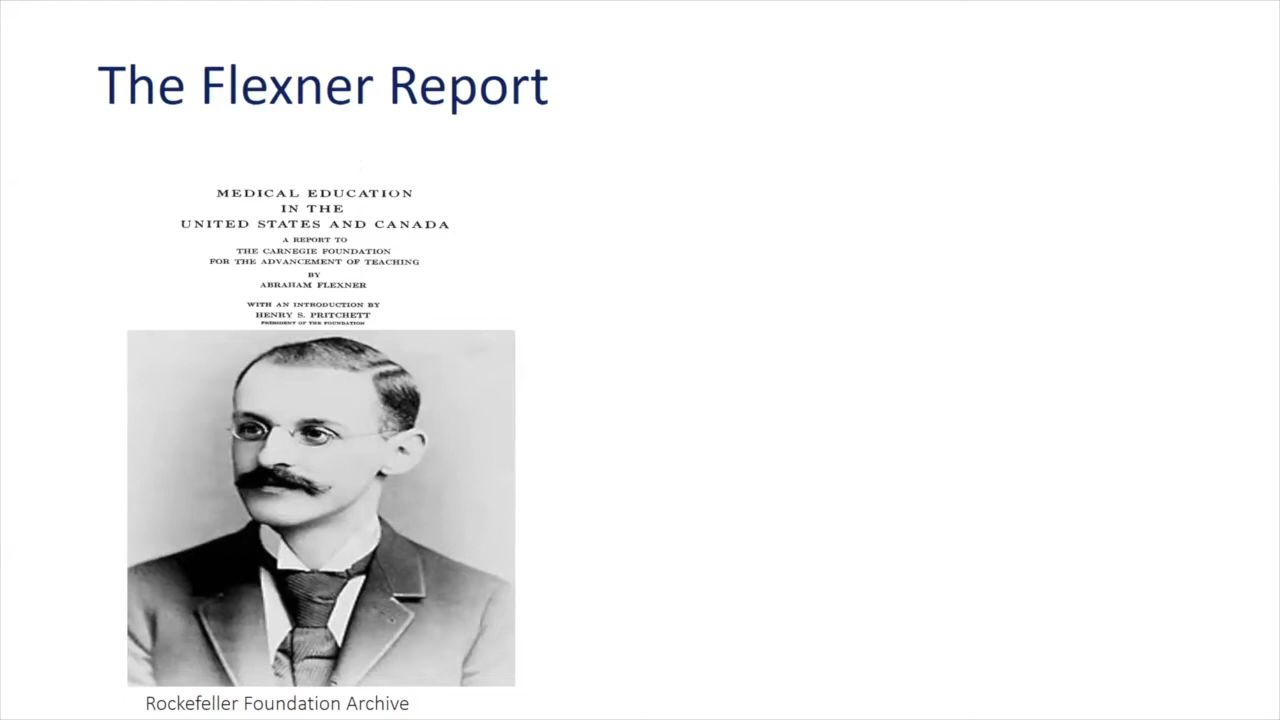 The Flexner Report
MEDICAL EDUCATION
IN THE
UNITED STATES AND CANADA
A REPORT TO
THE CARNEGIE FOUNDATION
FOR THE ADVANCEMENT OF TEACHING
BY
ABRAHAM FLEXNER
WITH AN INTRODUCTION BY
HENRY S. PRITCHETT
PRESIDENT OF THE FOUNDATION
Rockefeller Foundation Archive